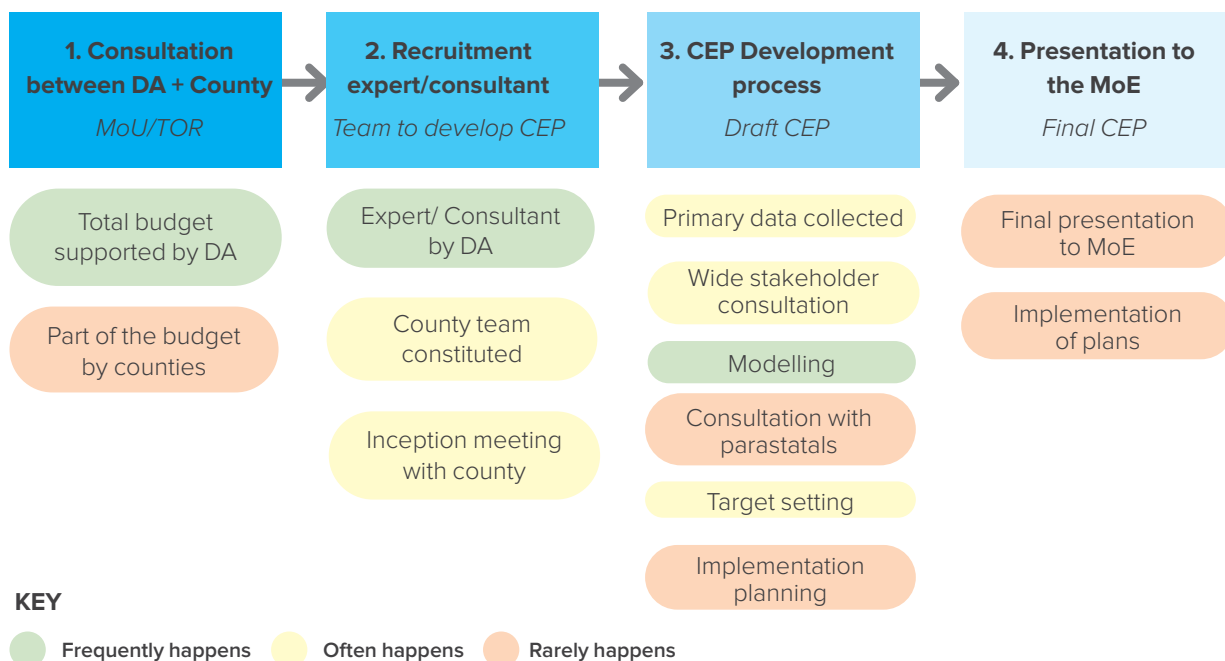 1. Consultation
between DA + County
MoU/TOR
2. Recruitment
expert/consultant
Team to develop CEP
3. CEP Development
process
Draft CEP
4. Presentation to
the MoE
Final CEP
Total budget
supported by DA
Part of the budget
by counties
Expert/ Consultant
by DA
County team
constituted
Inception meeting
with county
Primary data collected
Wide stakeholder
consultation
Modelling
Consultation with
parastatals
Target setting
Implementation
planning
Final presentation
to MoE
Implementation
of plans
KEY
Frequently happens
Often happens
Rarely happens